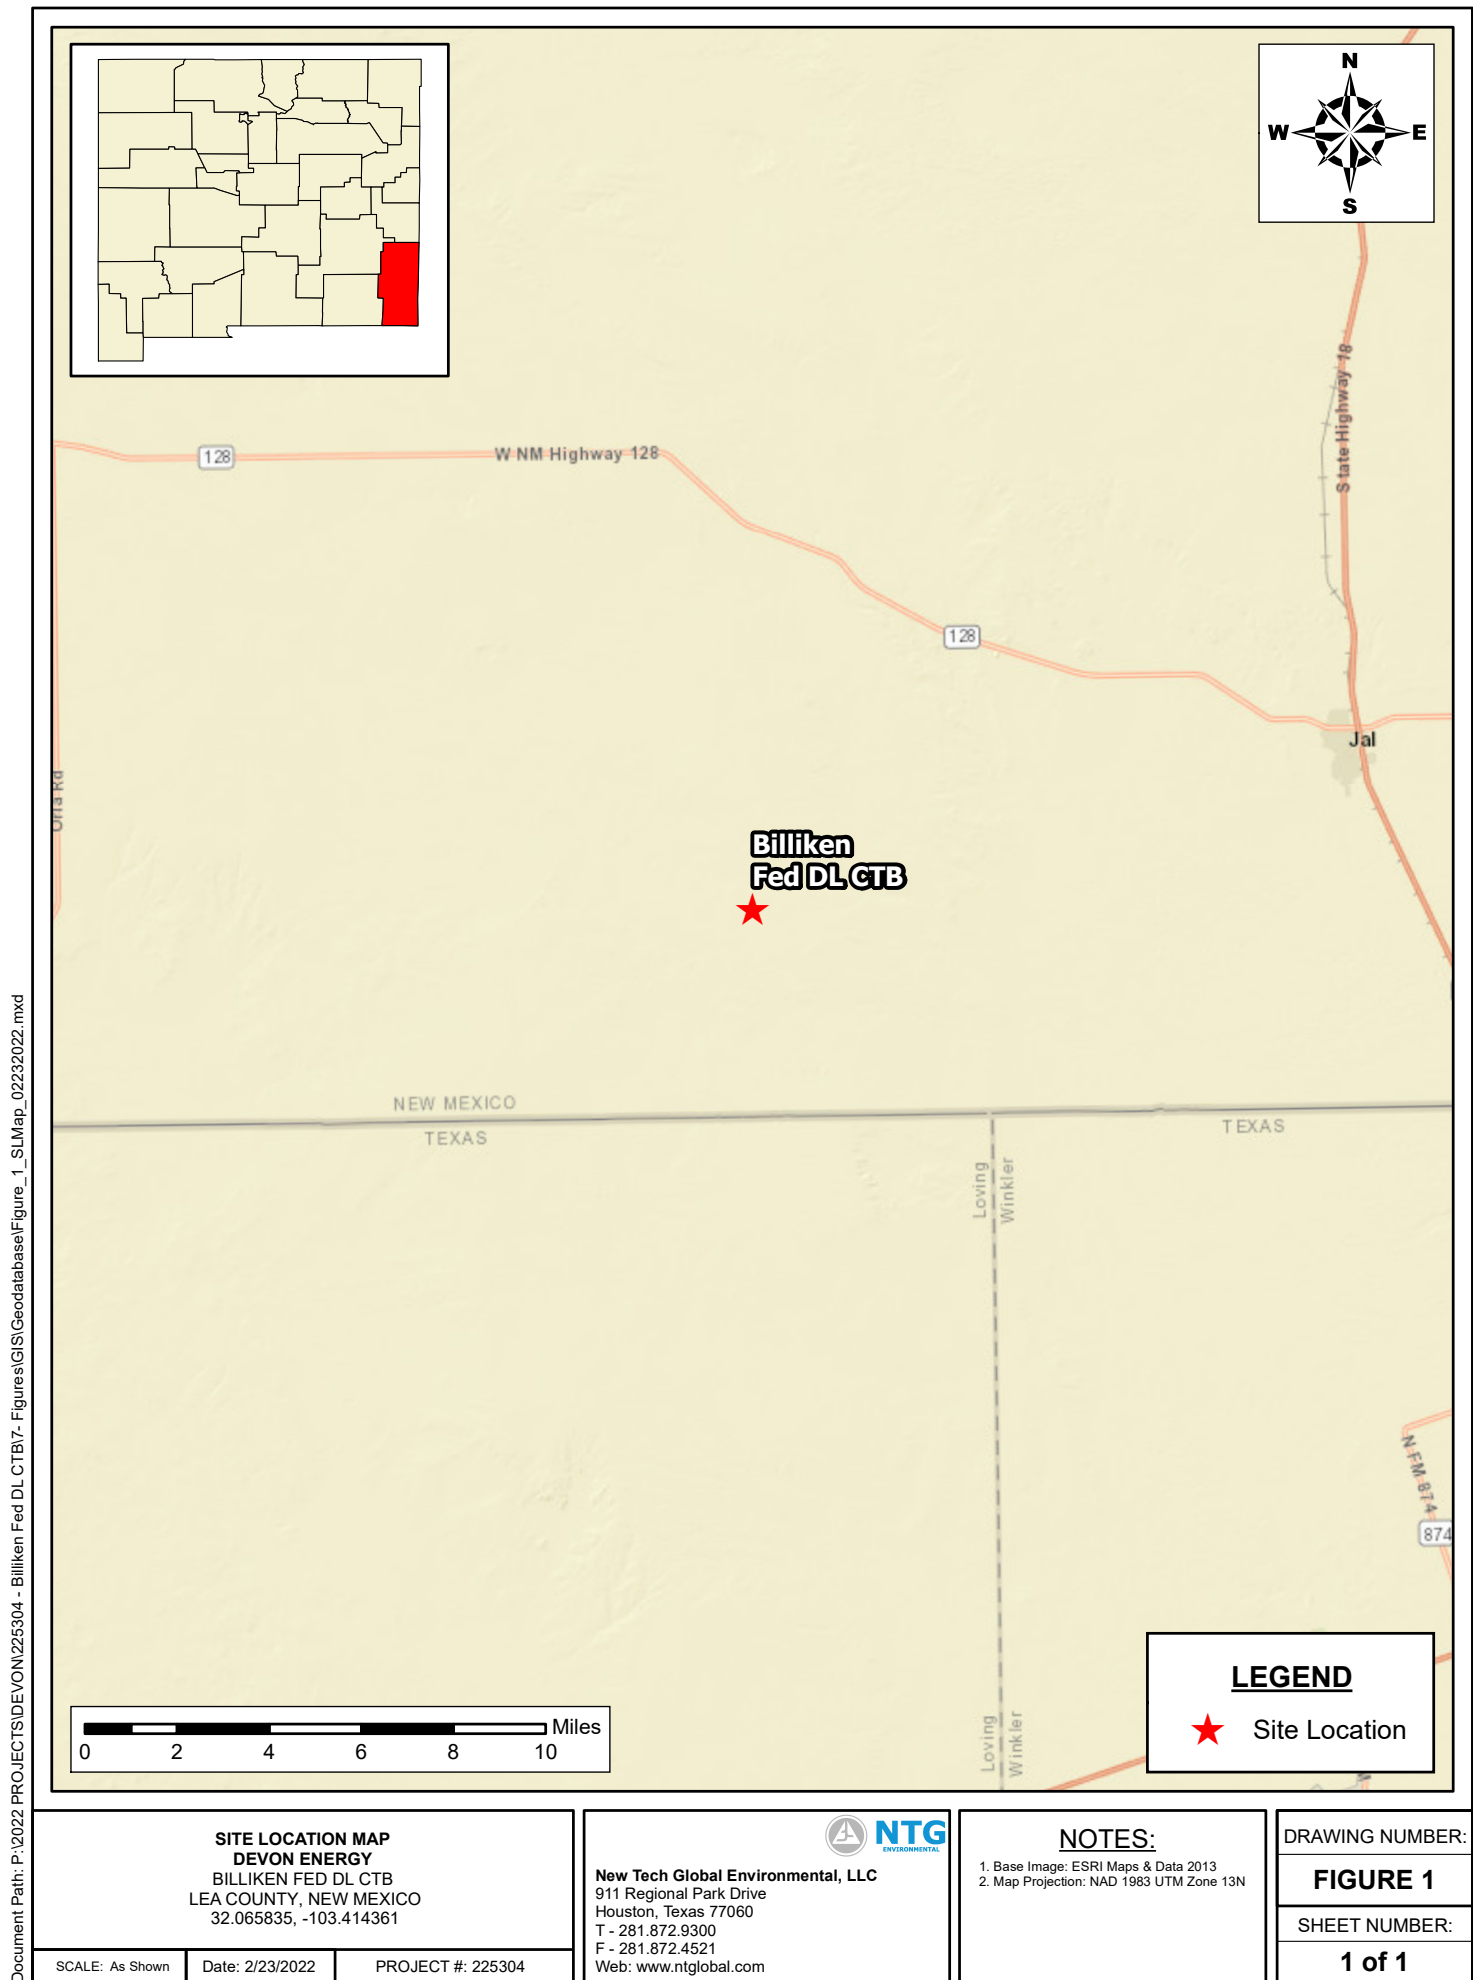 N
W
E
S
State Highway 18
128
W NM Highway 128
128
Jal
Orla Rd
Billiken
Fed DL CTB
NEW MEXICO
TEXAS
TEXAS
Loving
Winkler
N FM 874
874
Loving
Winkler
LEGEND
Site Location
Miles
0 2 4 6 8 10
Document Path: P:\2022 PROJECTS\DEVON\225304 - Billiken Fed DL CTB\7- Figures\GIS\Geodatabase\Figure_1_SLMap_02232022.mxd
SITE LOCATION MAP
DEVON ENERGY
BILLIKEN FED DL CTB
LEA COUNTY, NEW MEXICO
32.065835, -103.414361
SCALE: As Shown
Date: 2/23/2022
PROJECT #: 225304
NTG
ENVIRONMENTAL
New Tech Global Environmental, LLC
911 Regional Park Drive
Houston, Texas 77060
T - 281.872.9300
F - 281.872.4521
Web: www.ntglobal.com
NOTES:
1. Base Image: ESRI Maps & Data 2013
2. Map Projection: NAD 1983 UTM Zone 13N
DRAWING NUMBER:
FIGURE 1
SHEET NUMBER:
1 of 1